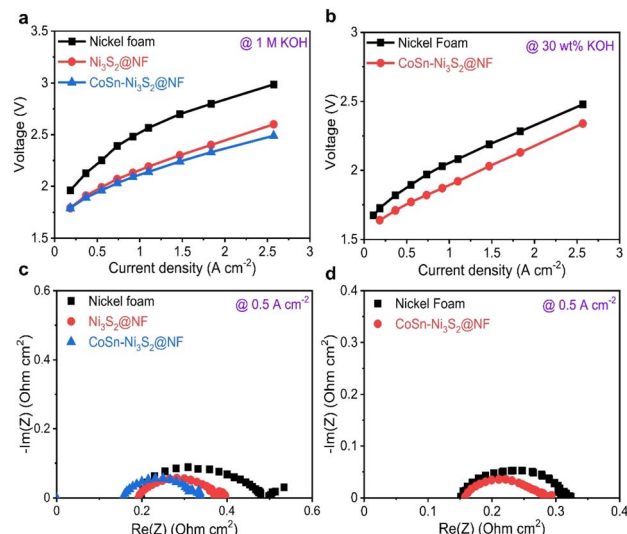 a
Nickel foam
@ 1 M KOH
Ni₃S₂@NF
CoSn-Ni₃S₂@NF
Voltage (V)
3.5
3
2.5
2
1.5
0 0.5 1 1.5 2 2.5 3
Current density (A cm⁻²)
b
Nickel Foam
@ 30 wt% KOH
CoSn-Ni₃S₂@NF
Voltage (V)
3
2.5
2
1.5
0 0.5 1 1.5 2 2.5 3
Current density (A cm⁻²)
c
Nickel foam
@ 0.5 A cm⁻²
Ni₃S₂@NF
CoSn-Ni₃S₂@NF
-Im(Z) (Ohm cm²)
0.6
0.4
0.2
0
0 0.2 0.4 0.6
Re(Z) (Ohm cm²)
d
Nickel Foam
@ 0.5 A cm⁻²
CoSn-Ni₃S₂@NF
-Im(Z) (Ohm cm²)
0.4
0.3
0.2
0.1
0
0 0.1 0.2 0.3 0.4
Re(Z) (Ohm cm²)